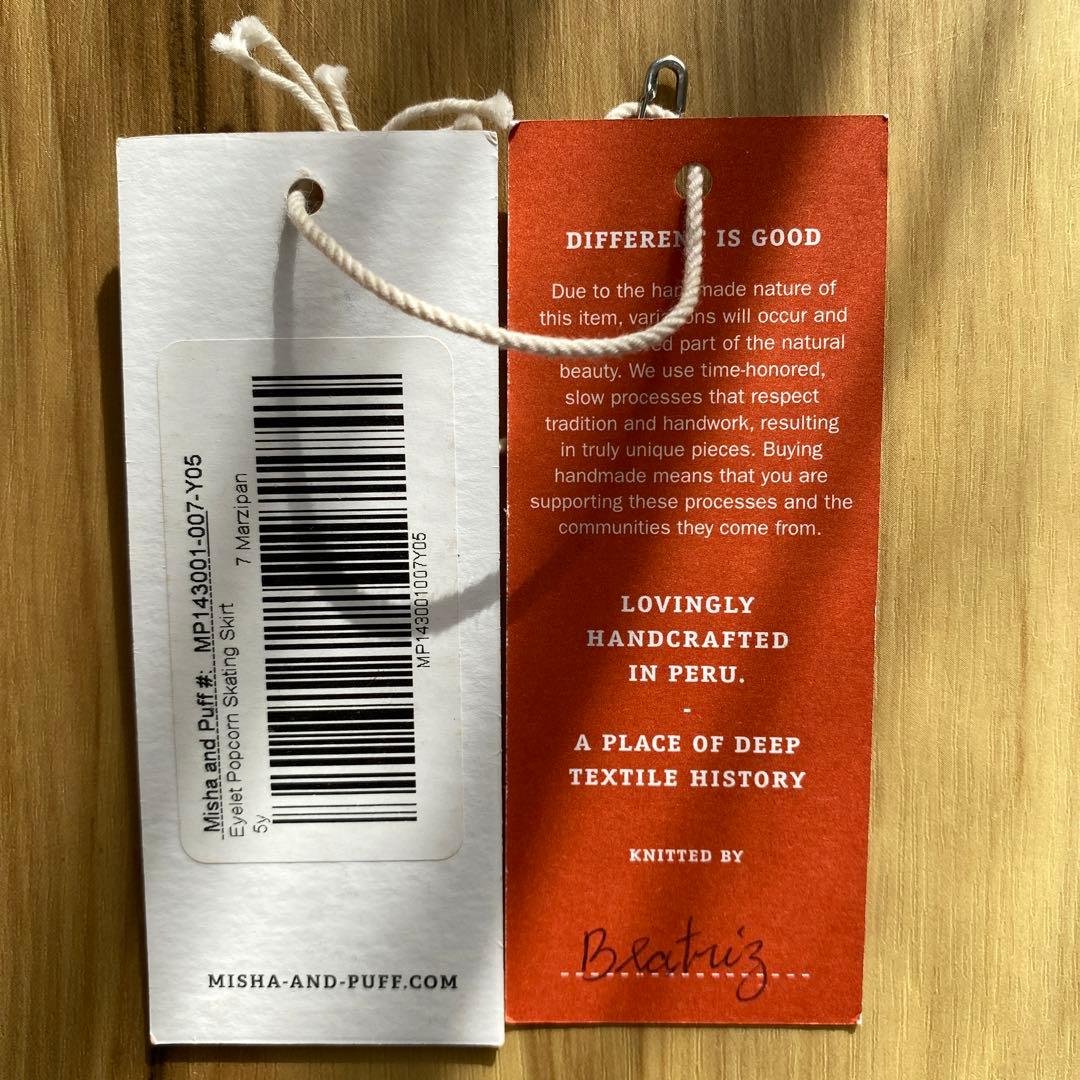 Misha and Puff #: MP143001-007-Y05
Eyelet Popcorn Skating Skirt
7 Marzipan
5y
MP143001007Y05
MISHA-AND-PUFF.COM
DIFFERENT IS GOOD
Due to the handmade nature of
this item, variations will occur and
part of the natural
beauty. We use time-honored,
slow processes that respect
tradition and handwork, resulting
in truly unique pieces. Buying
handmade means that you are
supporting these processes and the
communities they come from.
LOVINGLY
HANDCRAFTED
IN PERU.
-
A PLACE OF DEEP
TEXTILE HISTORY
KNITTED BY
Beatriz